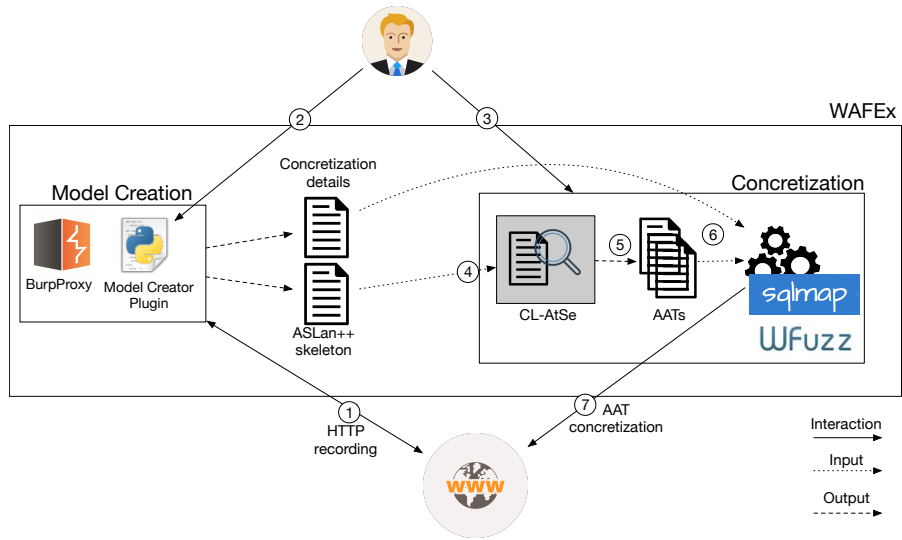 2
3
WAFEx
Concretization
details
Model Creation
Concretization
BurpProxy
Model Creator
Plugin
ASLan++
skeleton
4
5
6
CL-AtSe
AATs
sqlmap
WFuzz
1
HTTP
recording
7
AAT
concretization
www
Interaction
Input
Output